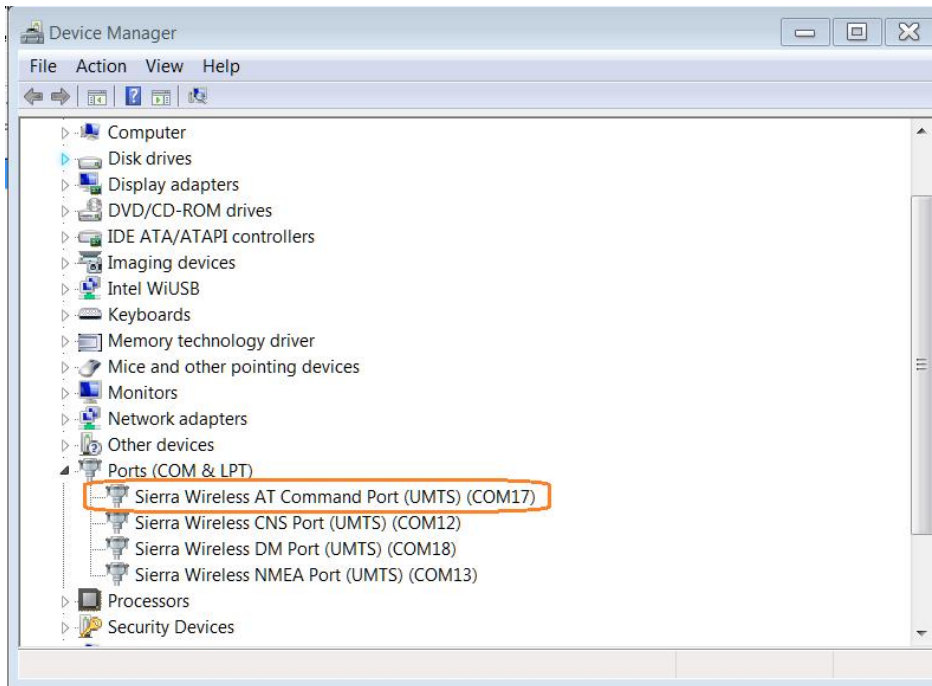 Device Manager
File Action View Help
Computer
Disk drives
Display adapters
DVD/CD-ROM drives
IDE ATA/ATAPI controllers
Imaging devices
Intel WiUSB
Keyboards
Memory technology driver
Mice and other pointing devices
Monitors
Network adapters
Other devices
Ports (COM & LPT)
Sierra Wireless AT Command Port (UMTS) (COM17)
Sierra Wireless CNS Port (UMTS) (COM12)
Sierra Wireless DM Port (UMTS) (COM18)
Sierra Wireless NMEA Port (UMTS) (COM13)
Processors
Security Devices